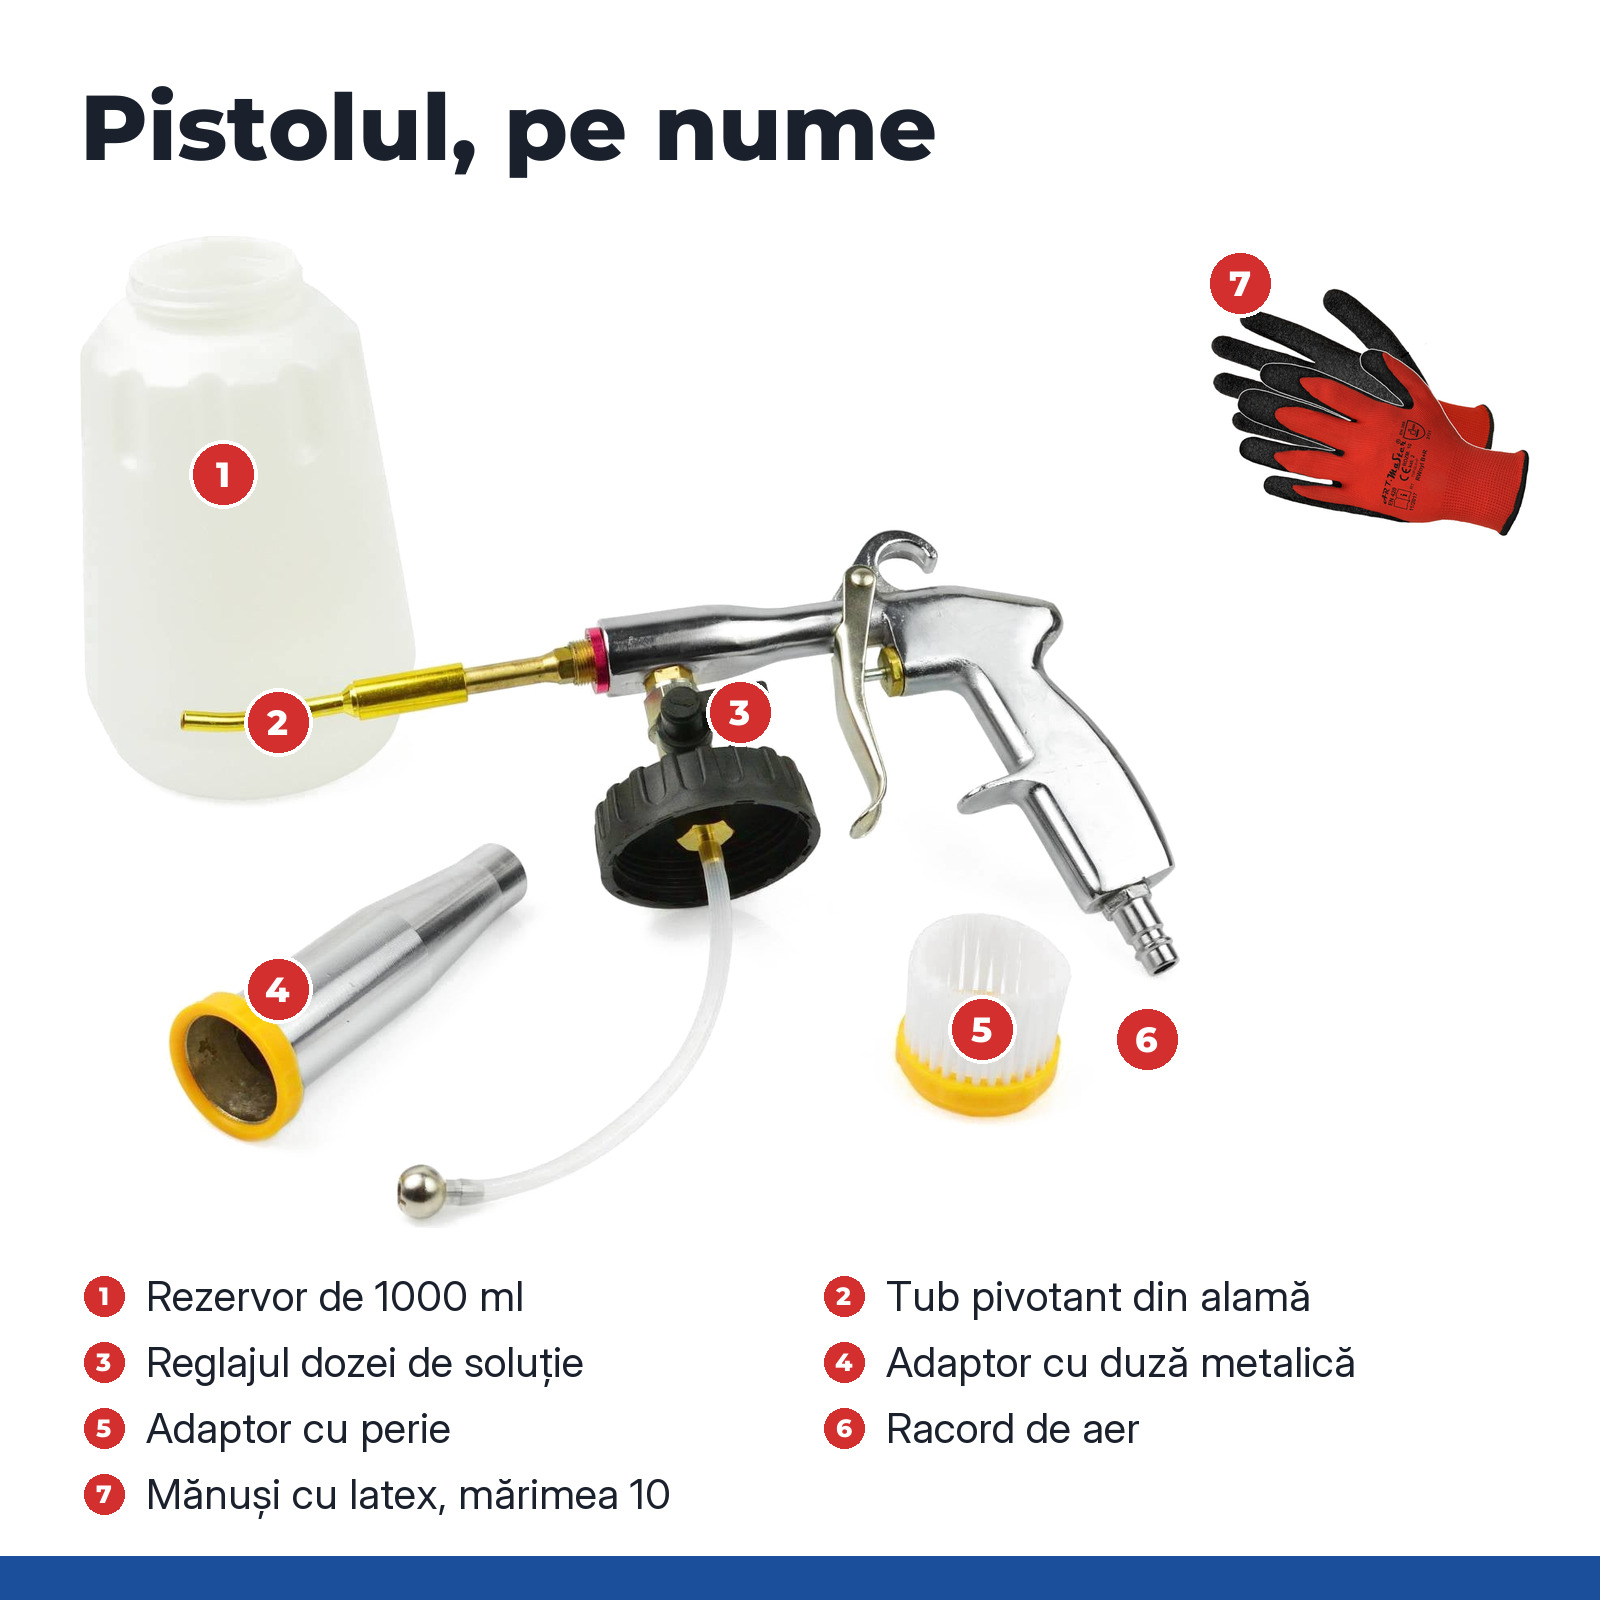 Pistolul, pe nume
7
1
2
3
4
5
6
1 Rezervor de 1000 ml
2 Tub pivotant din alamă
3 Reglajul dozei de soluție
4 Adaptor cu duză metalică
5 Adaptor cu perie
6 Racord de aer
7 Mănuși cu latex, mărimea 10